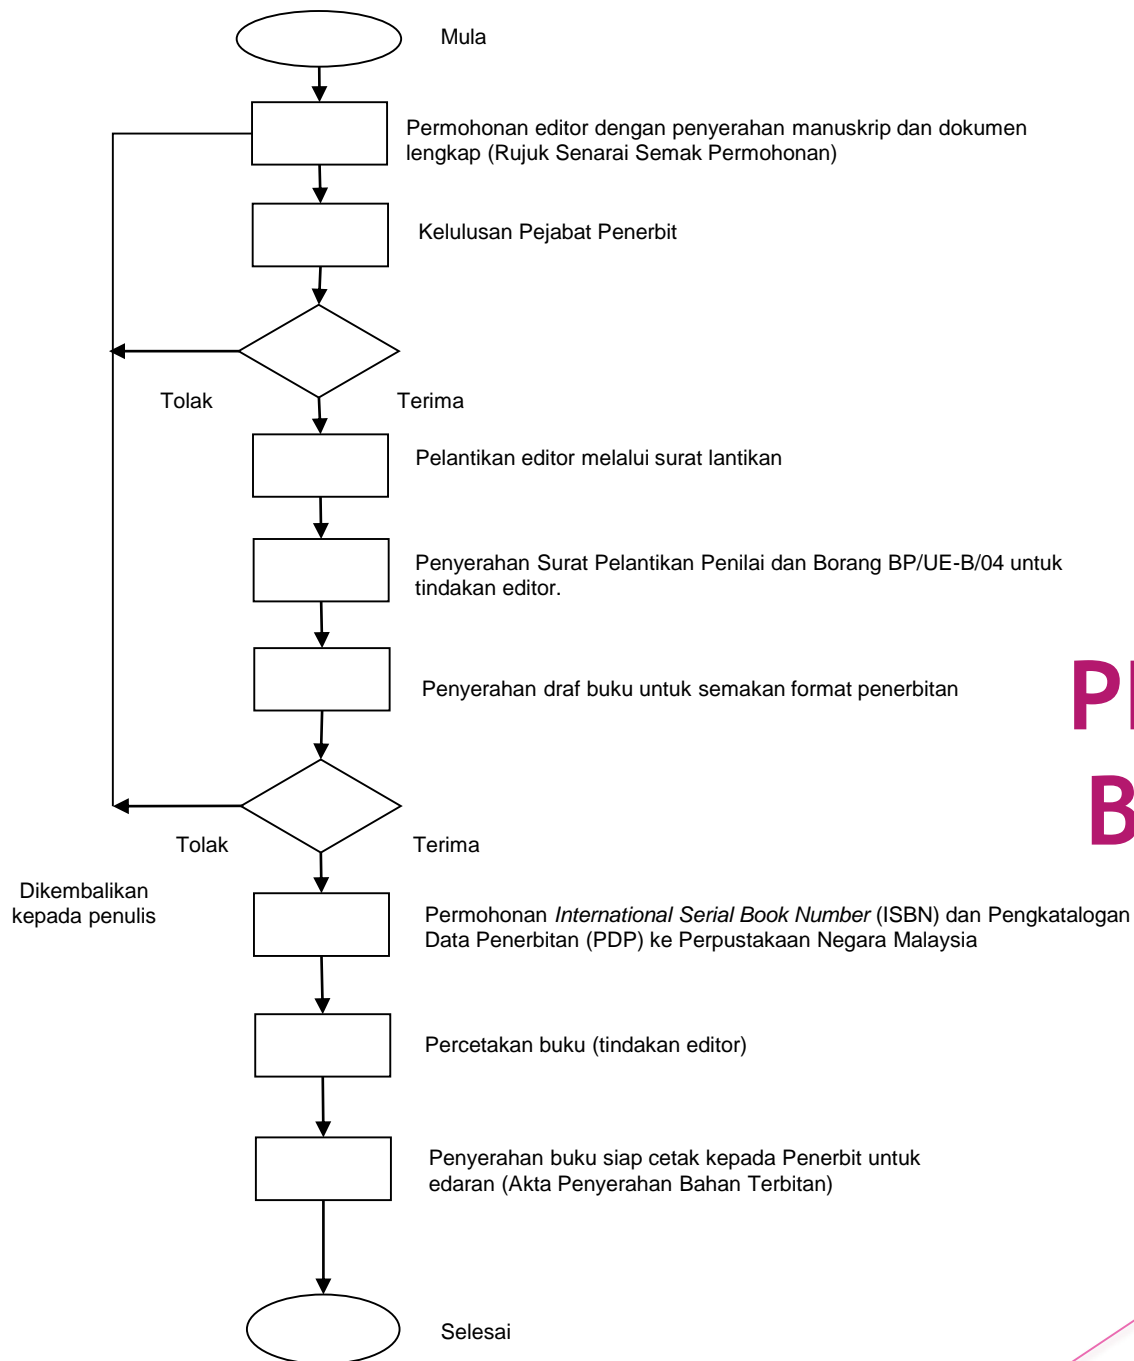 Mula
Permohonan editor dengan penyerahan manuskrip dan dokumen
lengkap (Rujuk Senarai Semak Permohonan)
Kelulusan Pejabat Penerbit
Tolak
Terima
Pelantikan editor melalui surat lantikan
Penyerahan Surat Pelantikan Penilai dan Borang BP/UE-B/04 untuk
tindakan editor.
Penyerahan draf buku untuk semakan format penerbitan
Tolak
Terima
Dikembalikan
kepada penulis
Permohonan International Serial Book Number (ISBN) dan Pengkatalogan
Data Penerbitan (PDP) ke Perpustakaan Negara Malaysia
Percetakan buku (tindakan editor)
Penyerahan buku siap cetak kepada Penerbit untuk
edaran (Akta Penyerahan Bahan Terbitan)
Selesai